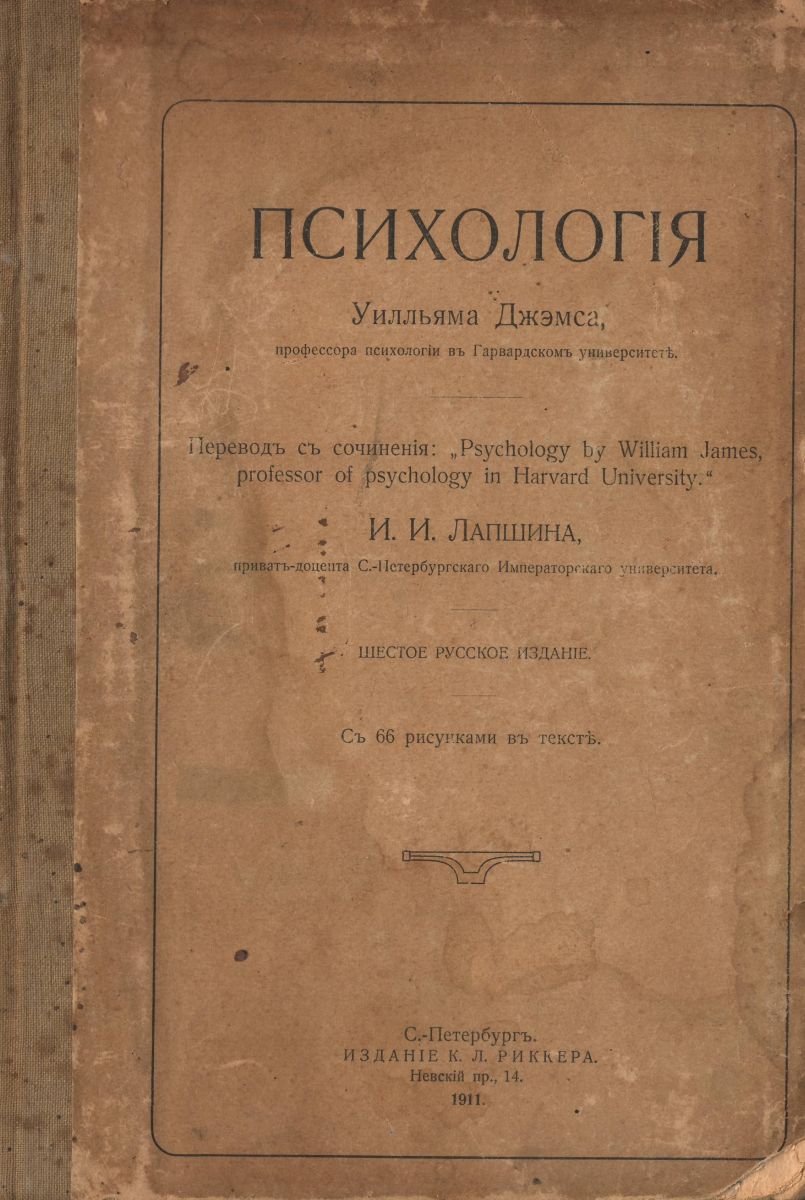 ПСИХОЛОГІЯ
Уилльяма Джэмса,
профессора психологіи въ Гарвардскомъ университетѣ.
Переводъ съ сочиненія: „Psychology by William James,
professor of psychology in Harvard University.“
И. И. ЛАПШИНА,
приватъ-доцента С.-Петербургскаго Императорскаго университета.
ШЕСТОЕ РУССКОЕ ИЗДАНІЕ.
Съ 66 рисунками въ текстѣ.
С.-Петербургъ.
ИЗДАНІЕ К. Л. РИККЕРА.
Невскій пр., 14.
1911.